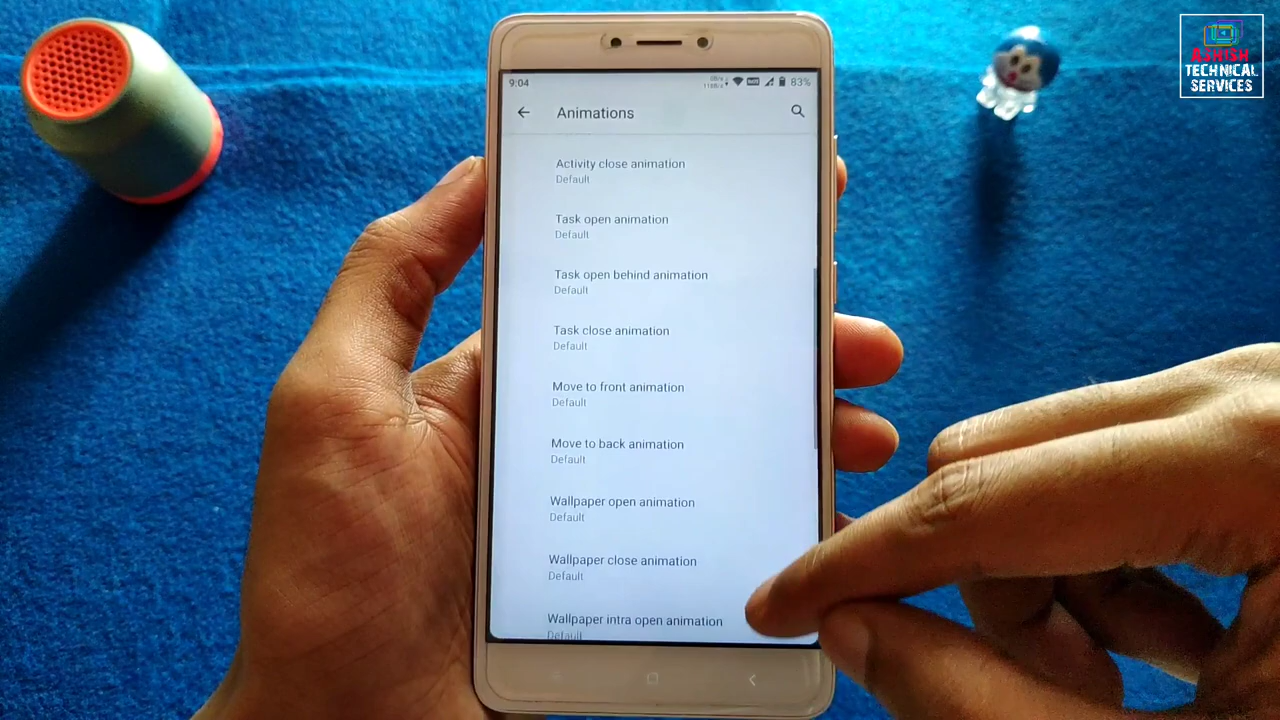 ASHISH
TECHNICAL
SERVICES
9:04
83%
Animations
Activity close animation
Default
Task open animation
Default
Task open behind animation
Default
Task close animation
Default
Move to front animation
Default
Move to back animation
Default
Wallpaper open animation
Default
Wallpaper close animation
Default
Wallpaper intra open animation
Default